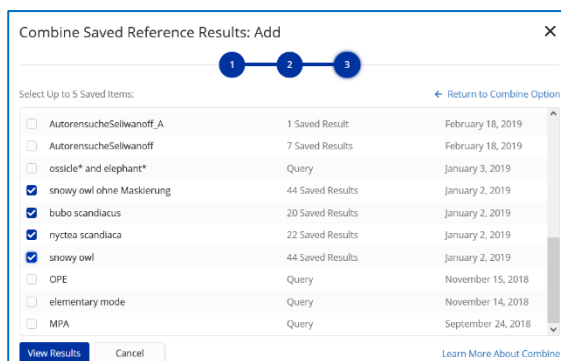 Combine Saved Reference Results: Add
1 2 3
Select Up to 5 Saved Items: ← Return to Combine Option
AutorensucheSeliwanoff_A 1 Saved Result February 18, 2019
AutorensucheSeliwanoff 7 Saved Results February 18, 2019
ossicle* and elephant* Query January 3, 2019
snowy owl ohne Maskierung 44 Saved Results January 2, 2019
bubo scandiacus 20 Saved Results January 2, 2019
nyctea scandiaca 22 Saved Results January 2, 2019
snowy owl 44 Saved Results January 2, 2019
OPE Query November 15, 2018
elementary mode Query November 14, 2018
MPA Query September 24, 2018
View Results Cancel Learn More About Combine